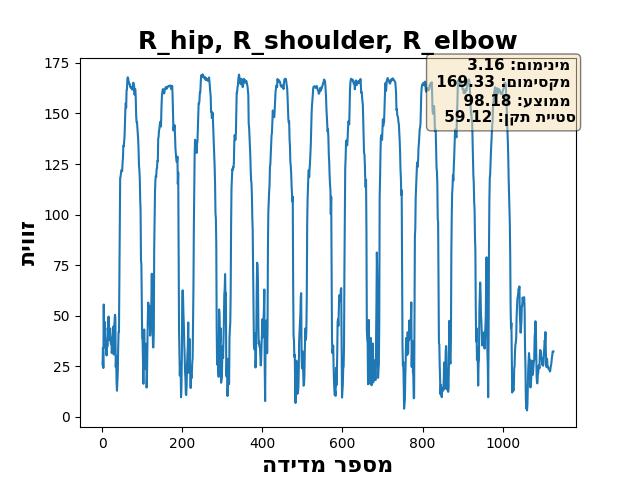 R_hip, R_shoulder, R_elbow
מינימום: 3.16
מקסימום: 169.33
ממוצע: 98.18
סטיית תקן: 59.12
175
150
125
100
75
50
25
0
זווית
0 200 400 600 800 1000
מספר מדידה